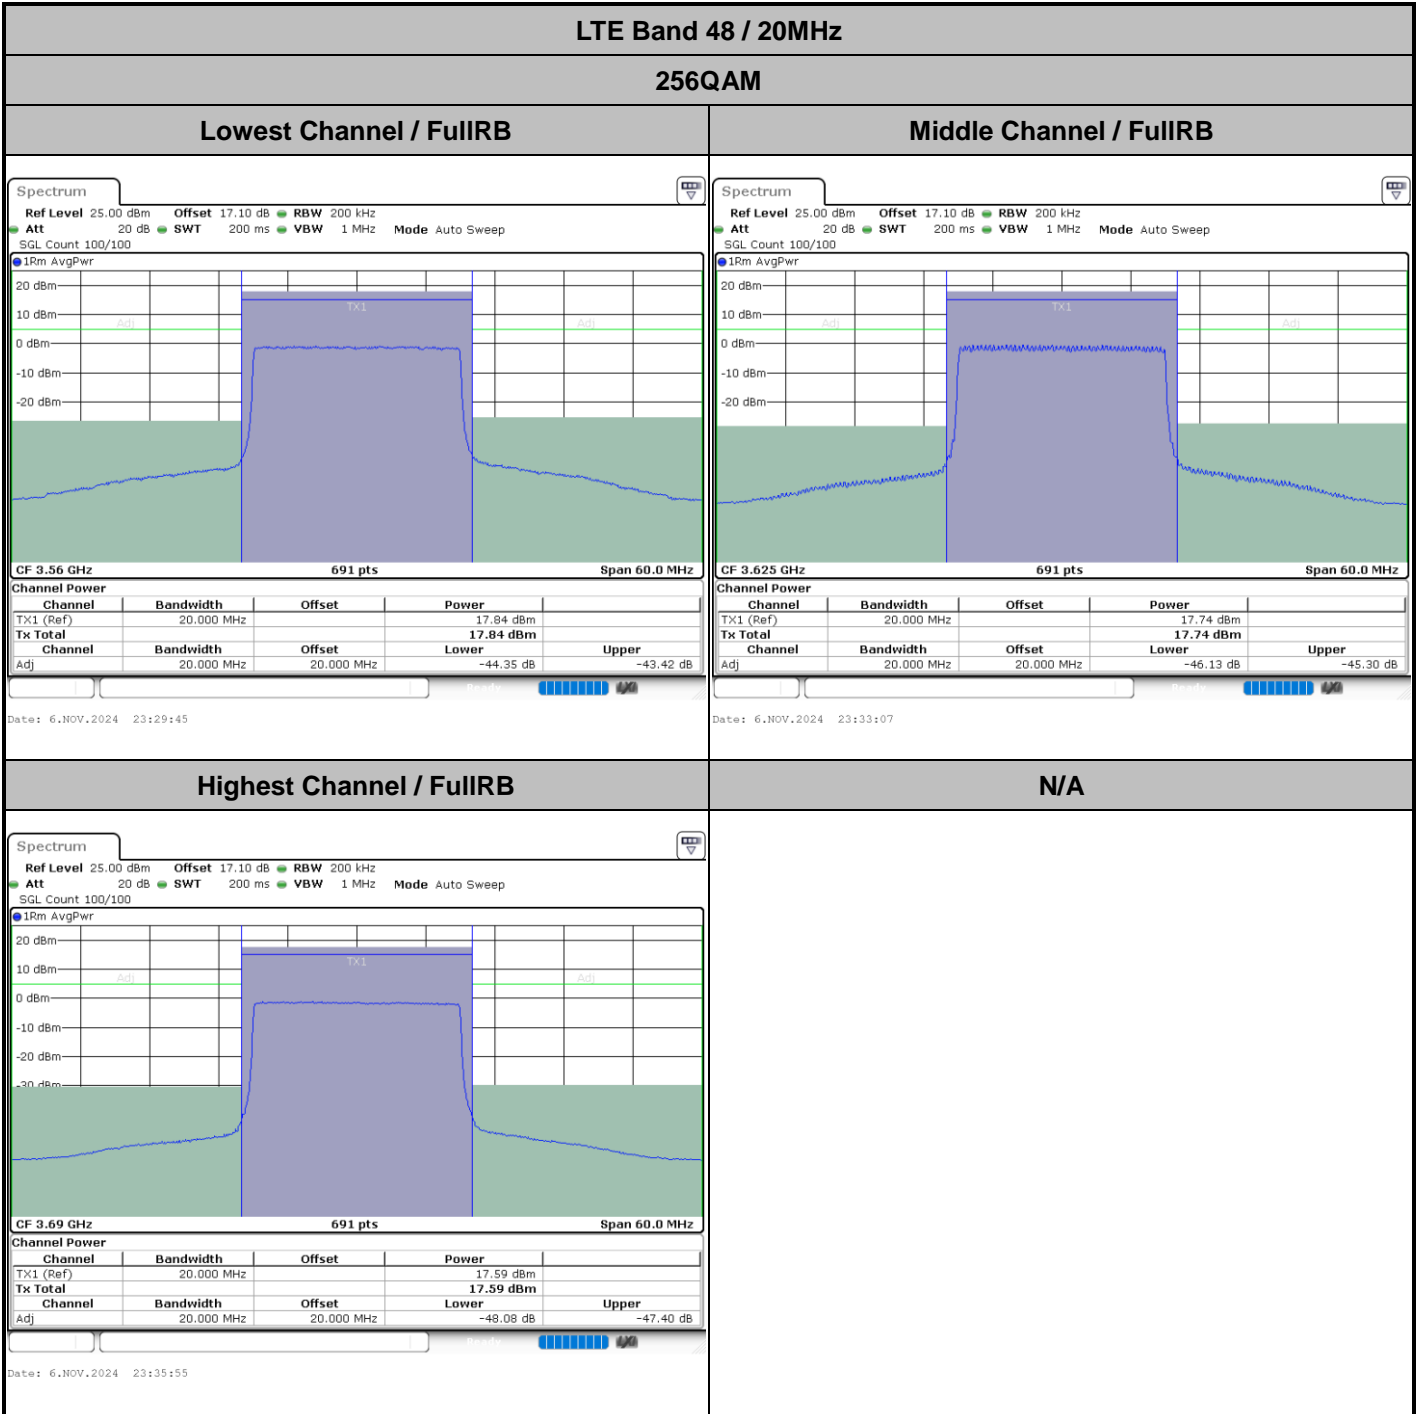 LTE Band 48 / 20MHz
256QAM
Lowest Channel / FullRB
Middle Channel / FullRB
Spectrum
Ref Level 25.00 dBm Offset 17.10 dB RBW 200 kHz
Att 20 dB SWT 200 ms VBW 1 MHz Mode Auto Sweep
SGL Count 100/100
1Rm AvgPwr
20 dBm
10 dBm
0 dBm
-10 dBm
-20 dBm
Adj
TX1
Adj
CF 3.56 GHz 691 pts Span 60.0 MHz
Channel Power
Channel Bandwidth Offset Power
TX1 (Ref) 20.000 MHz 17.84 dBm
Tx Total 17.84 dBm
Channel Bandwidth Offset Lower Upper
Adj 20.000 MHz 20.000 MHz -44.35 dB -43.42 dB
Ready
Date: 6.NOV.2024 23:29:45
Spectrum
Ref Level 25.00 dBm Offset 17.10 dB RBW 200 kHz
Att 20 dB SWT 200 ms VBW 1 MHz Mode Auto Sweep
SGL Count 100/100
1Rm AvgPwr
20 dBm
10 dBm
0 dBm
-10 dBm
-20 dBm
Adj
TX1
Adj
CF 3.625 GHz 691 pts Span 60.0 MHz
Channel Power
Channel Bandwidth Offset Power
TX1 (Ref) 20.000 MHz 17.74 dBm
Tx Total 17.74 dBm
Channel Bandwidth Offset Lower Upper
Adj 20.000 MHz 20.000 MHz -46.13 dB -45.30 dB
Ready
Date: 6.NOV.2024 23:33:07
Highest Channel / FullRB
N/A
Spectrum
Ref Level 25.00 dBm Offset 17.10 dB RBW 200 kHz
Att 20 dB SWT 200 ms VBW 1 MHz Mode Auto Sweep
SGL Count 100/100
1Rm AvgPwr
20 dBm
10 dBm
0 dBm
-10 dBm
-20 dBm
-30 dBm
Adj
TX1
Adj
CF 3.69 GHz 691 pts Span 60.0 MHz
Channel Power
Channel Bandwidth Offset Power
TX1 (Ref) 20.000 MHz 17.59 dBm
Tx Total 17.59 dBm
Channel Bandwidth Offset Lower Upper
Adj 20.000 MHz 20.000 MHz -48.08 dB -47.40 dB
Ready
Date: 6.NOV.2024 23:35:55